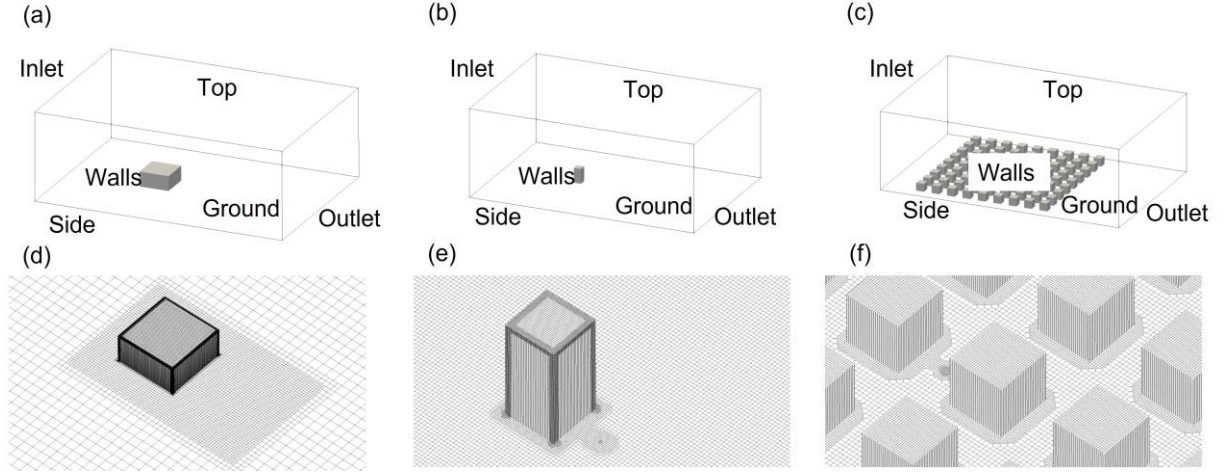 (a)
Inlet
Top
Walls
Ground
Side
Outlet
(b)
Inlet
Top
Walls
Ground
Side
Outlet
(c)
Inlet
Top
Walls
Side
Ground
Outlet
(d)
(e)
(f)